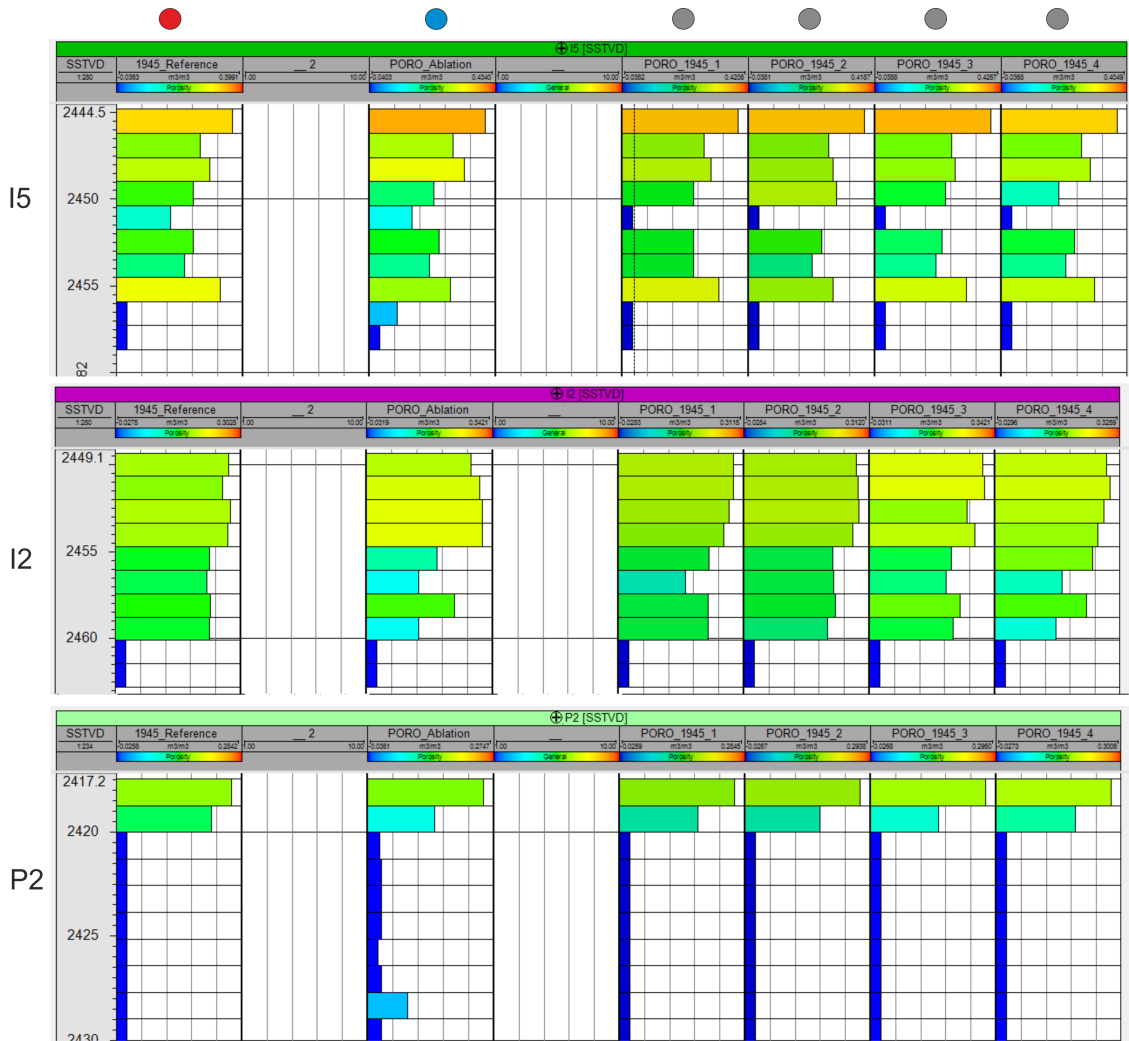 I5 [SSTVD]
SSTVD 1945_Reference __ 2 PORO_Ablation __ PORO_1945_1 PORO_1945_2 PORO_1945_3 PORO_1945_4
1:280 -0.0363 m3/m3 0.3991 1.00 10.00 -0.0403 m3/m3 0.4340 1.00 10.00 -0.0382 m3/m3 0.4206 -0.0381 m3/m3 0.4187 -0.0388 m3/m3 0.4267 -0.0368 m3/m3 0.4049
Porosity Porosity General Porosity Porosity Porosity Porosity
2444.5
I5
2450
2455
82
I2 [SSTVD]
SSTVD 1945_Reference __ 2 PORO_Ablation __ PORO_1945_1 PORO_1945_2 PORO_1945_3 PORO_1945_4
1:280 -0.0275 m3/m3 0.3028 1.00 10.00 -0.0319 m3/m3 0.3421 1.00 10.00 -0.0283 m3/m3 0.3115 -0.0284 m3/m3 0.3120 -0.0311 m3/m3 0.3421 -0.0296 m3/m3 0.3259
Porosity Porosity General Porosity Porosity Porosity Porosity
2449.1
I2
2455
2460
P2 [SSTVD]
SSTVD 1945_Reference __ 2 PORO_Ablation __ PORO_1945_1 PORO_1945_2 PORO_1945_3 PORO_1945_4
1:234 -0.0258 m3/m3 0.2842 1.00 10.00 -0.0361 m3/m3 0.2747 1.00 10.00 -0.0259 m3/m3 0.2845 -0.0267 m3/m3 0.2938 -0.0268 m3/m3 0.2950 -0.0273 m3/m3 0.3006
Porosity Porosity General Porosity Porosity Porosity Porosity
2417.2
2420
P2
2425
2430